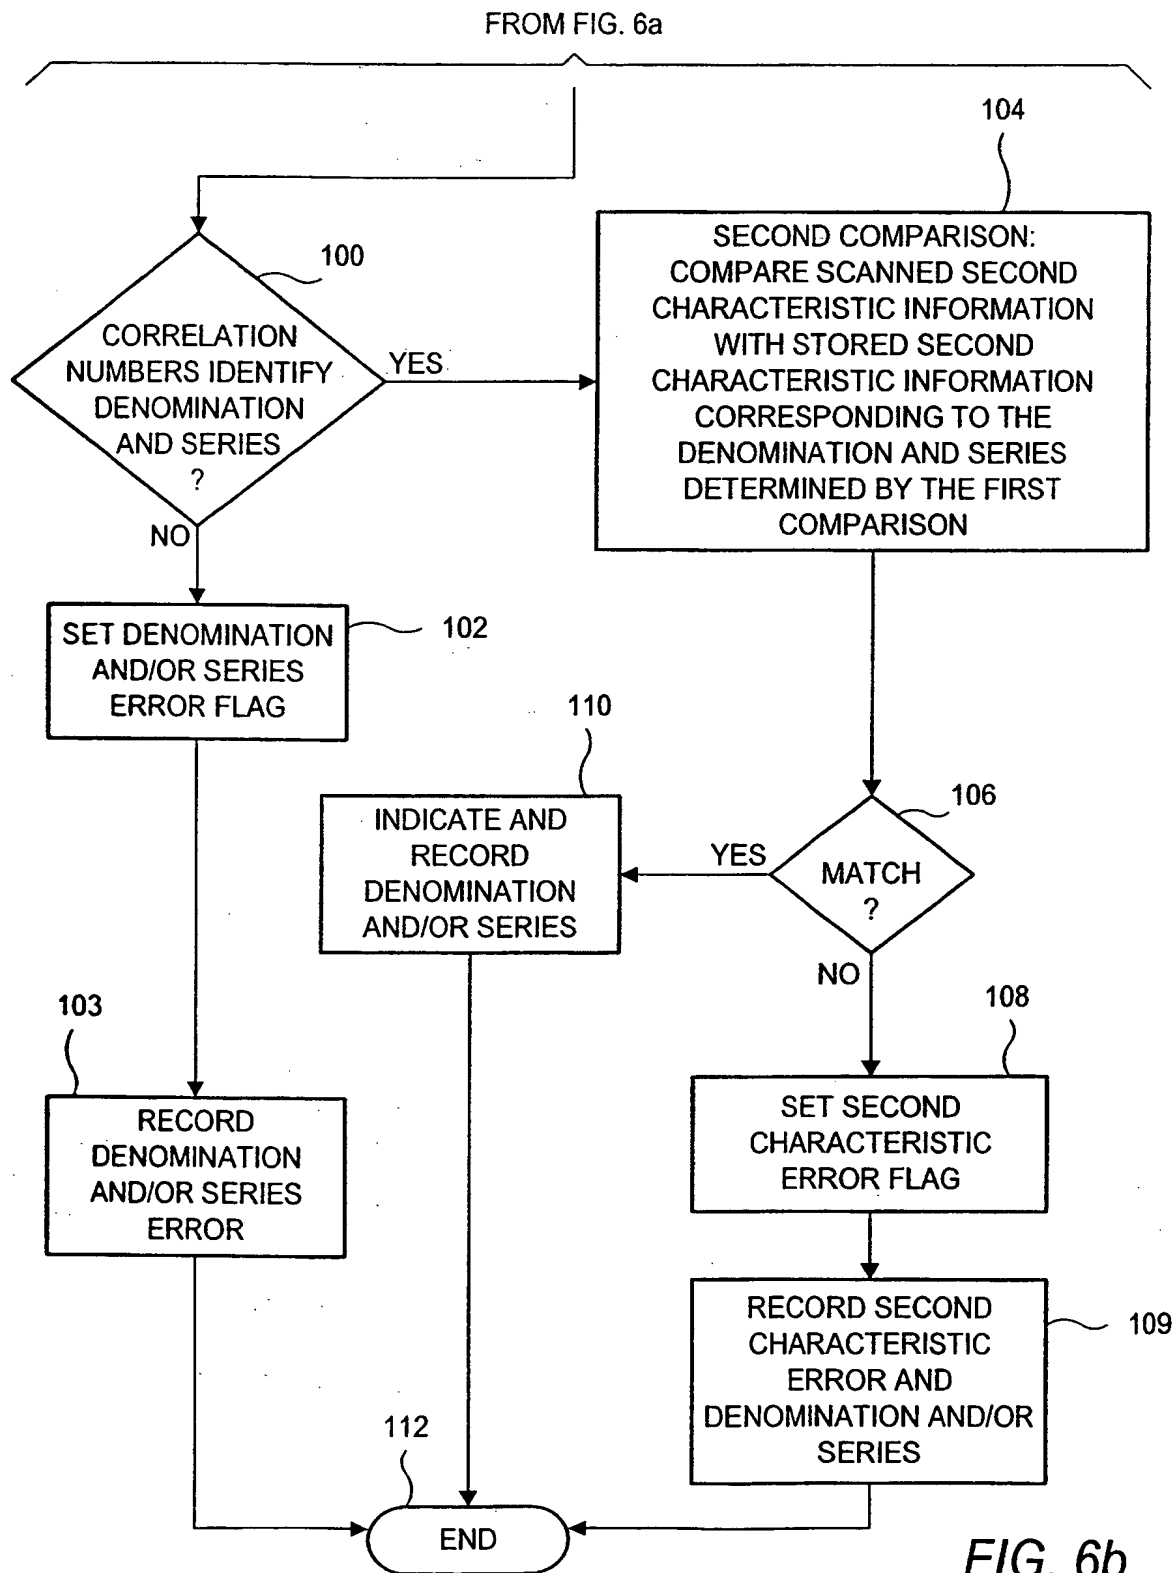 FROM FIG. 6a
104
100
CORRELATION
NUMBERS IDENTIFY
DENOMINATION
AND SERIES
?
YES
NO
SECOND COMPARISON:
COMPARE SCANNED SECOND
CHARACTERISTIC INFORMATION
WITH STORED SECOND
CHARACTERISTIC INFORMATION
CORRESPONDING TO THE
DENOMINATION AND SERIES
DETERMINED BY THE FIRST
COMPARISON
SET DENOMINATION
AND/OR SERIES
ERROR FLAG
102
110
INDICATE AND
RECORD
DENOMINATION
AND/OR SERIES
YES
106
MATCH
?
NO
103
RECORD
DENOMINATION
AND/OR SERIES
ERROR
108
SET SECOND
CHARACTERISTIC
ERROR FLAG
RECORD SECOND
CHARACTERISTIC
ERROR AND
DENOMINATION AND/OR
SERIES
109
112
END
FIG. 6b